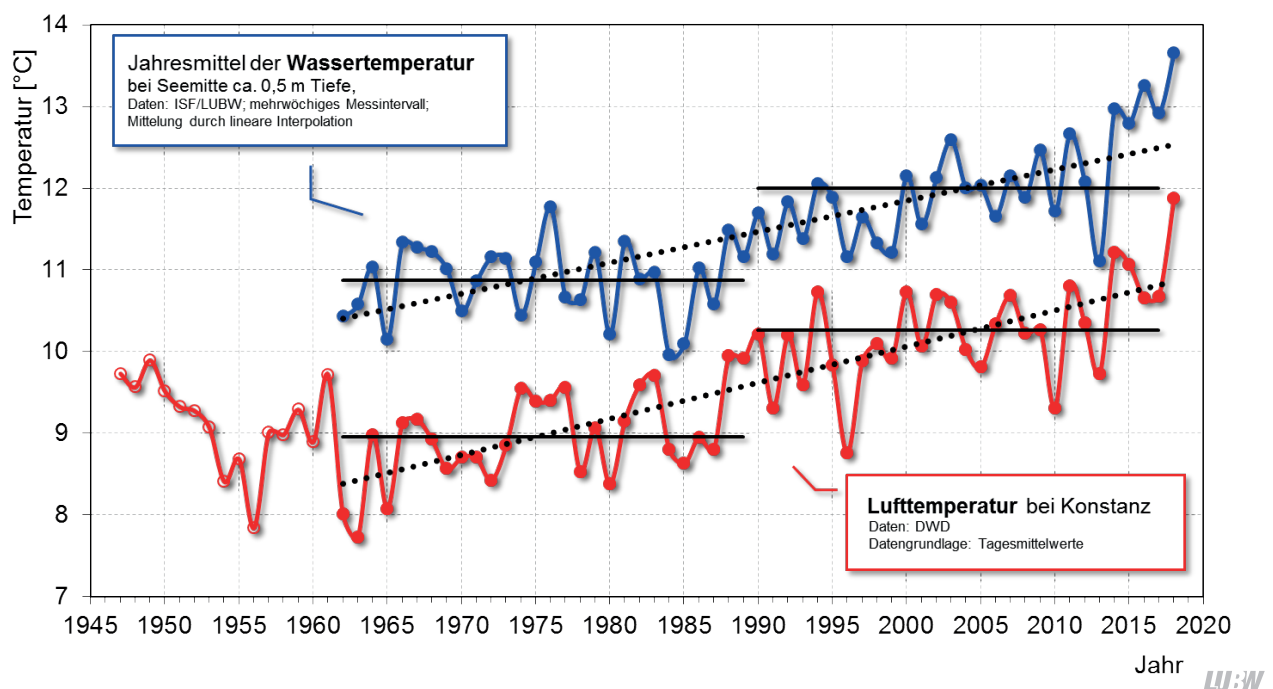 14
13
12
11
10
9
8
7
Temperatur [°C]
Jahresmittel der Wassertemperatur
bei Seemitte ca. 0,5 m Tiefe,
Daten: ISF/LUBW; mehrwöchiges Messintervall;
Mittelung durch lineare Interpolation
Lufttemperatur bei Konstanz
Daten: DWD
Datengrundlage: Tagesmittelwerte
1945 1950 1955 1960 1965 1970 1975 1980 1985 1990 1995 2000 2005 2010 2015 2020
Jahr
LUBW